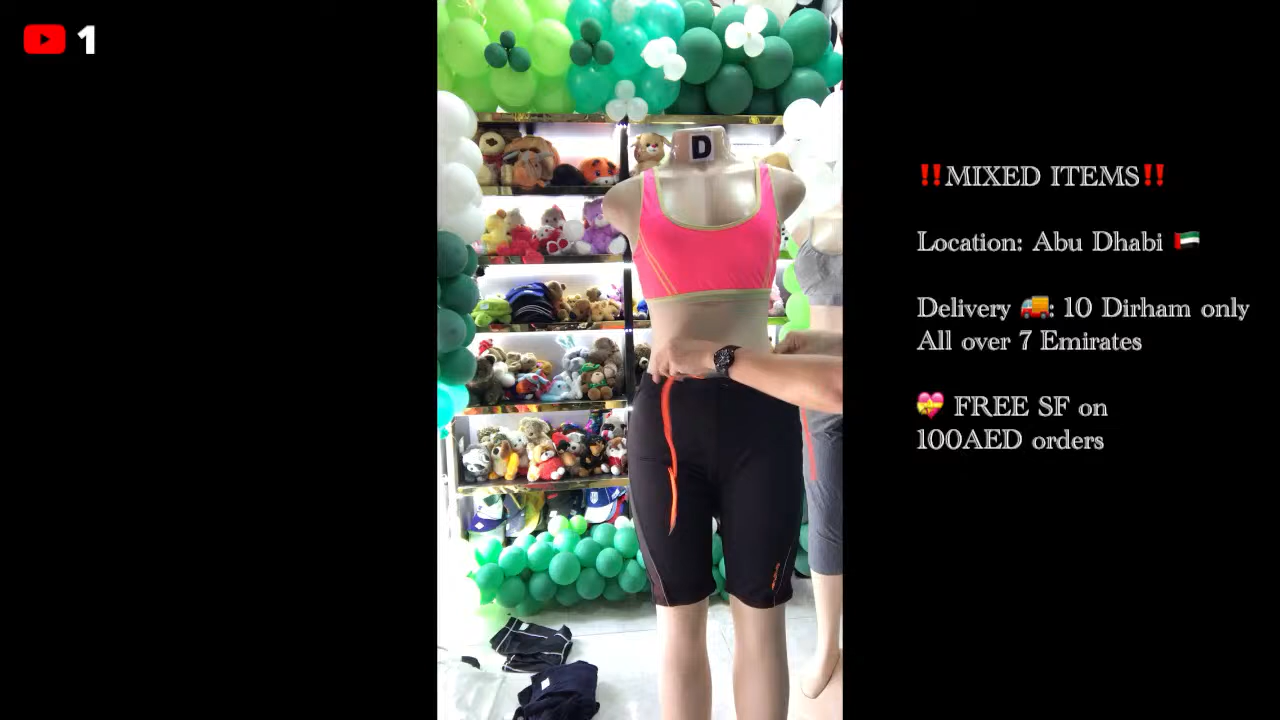 1
D
‼️MIXED ITEMS‼️
Location: Abu Dhabi 🇦🇪
Delivery 🚚: 10 Dirham only
All over 7 Emirates
💝 FREE SF on
100AED orders